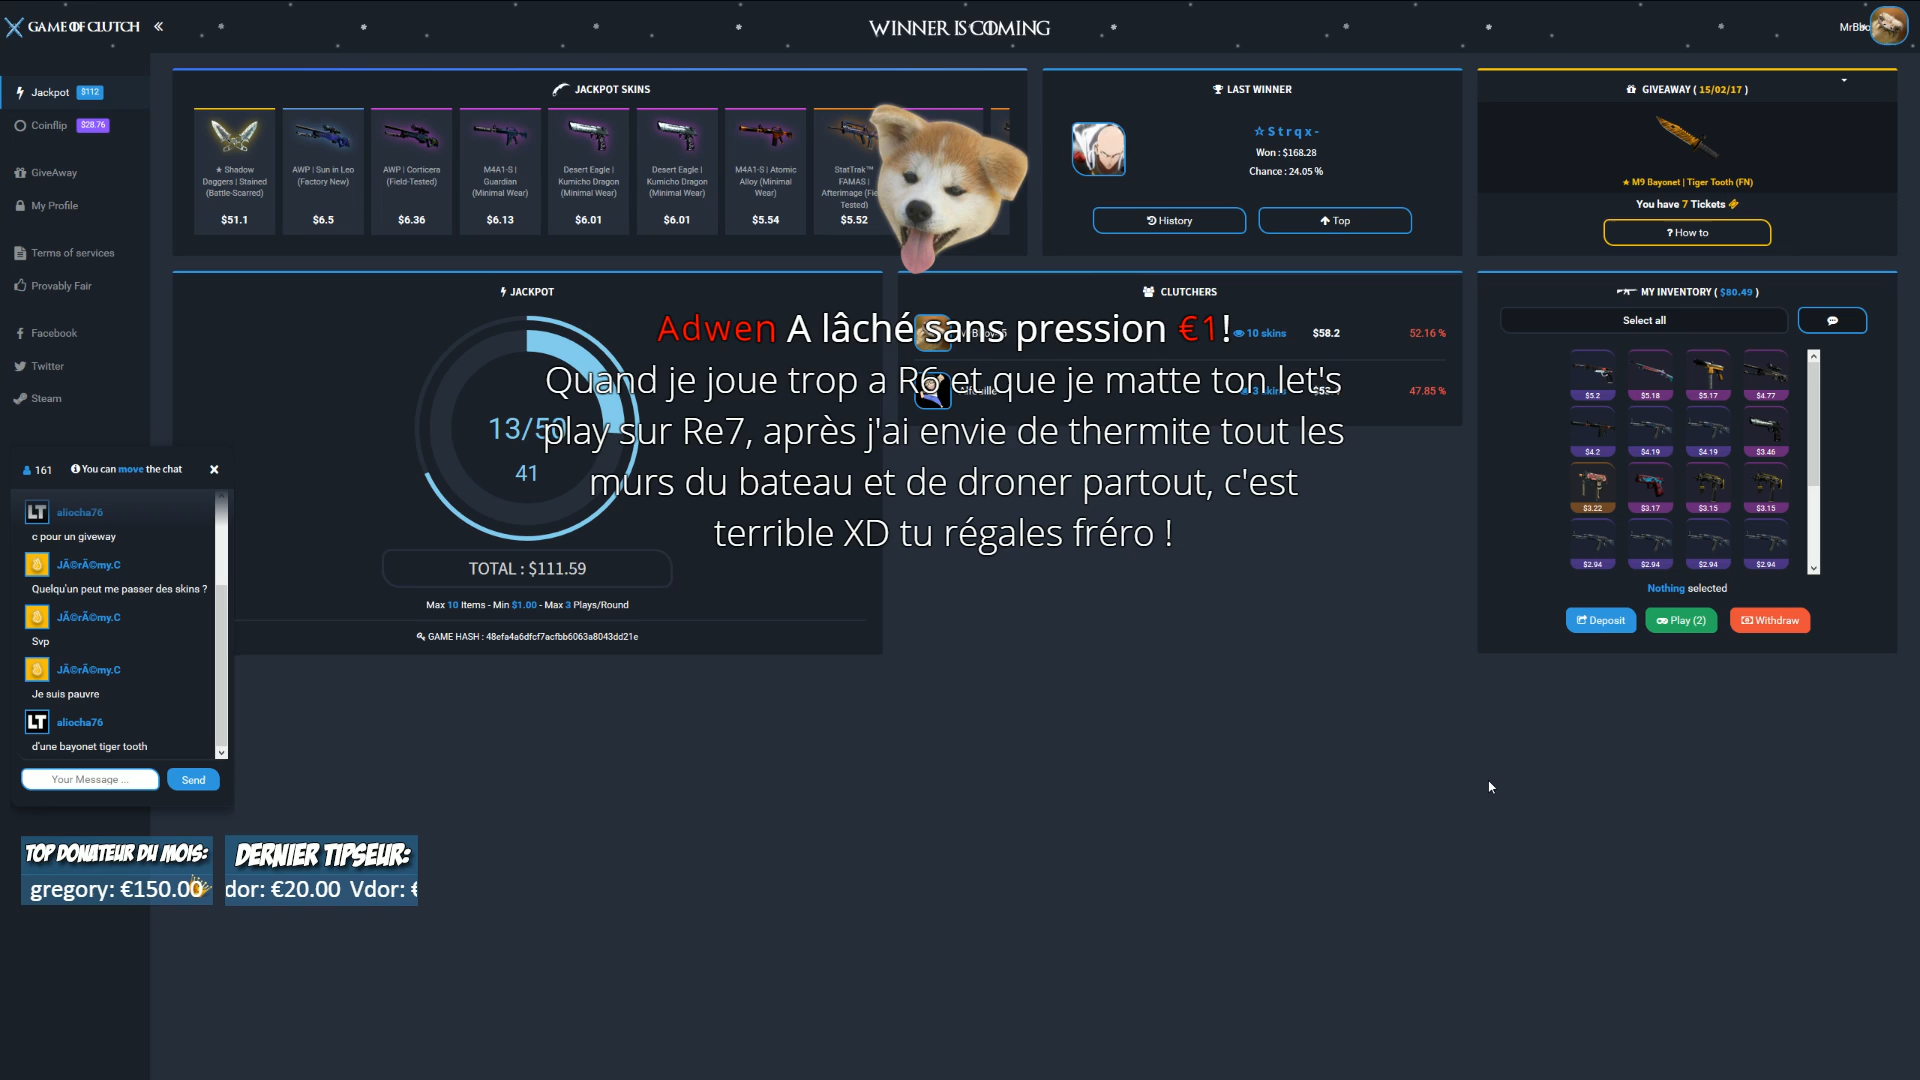 GAME OF CLUTCH
WINNER IS COMING
Jackpot $112
Coinflip $28.76
GiveAway
My Profile
Terms of services
Provably Fair
Facebook
Twitter
Steam
JACKPOT SKINS
★ Shadow Daggers | Stained (Battle-Scarred)
$51.1
AWP | Sun in Leo (Factory New)
$6.5
AWP | Corticera (Field-Tested)
$6.36
M4A1-S | Guardian (Minimal Wear)
$6.13
Desert Eagle | Kumicho Dragon (Minimal Wear)
$6.01
Desert Eagle | Kumicho Dragon (Minimal Wear)
$6.01
M4A1-S | Atomic Alloy (Minimal Wear)
$5.54
StatTrak™ FAMAS | Afterimage
Tested)
$5.52
LAST WINNER
☆ S t r q x -
Won : $168.28
Chance : 24.05 %
History
Top
GIVEAWAY ( 15/02/17 )
★ M9 Bayonet | Tiger Tooth (FN)
You have 7 Tickets
? How to
JACKPOT
13/50
41
TOTAL : $111.59
Max 10 Items - Min $1.00 - Max 3 Plays/Round
GAME HASH : 48efa4a6dfcf7acfbb6063a8043dd21e
CLUTCHERS
10 skins $58.2 52.16 %
3 skins 47.85 %
Adwen A lâché sans pression €1!
Quand je joue trop a R6 et que je matte ton let's
play sur Re7, après j'ai envie de thermite tout les
murs du bateau et de droner partout, c'est
terrible XD tu régales fréro !
MY INVENTORY ( $80.49 )
Select all
$5.2 $5.18 $5.17 $4.77
$4.2 $4.19 $4.19 $3.46
$3.22 $3.17 $3.15 $3.15
$2.94 $2.94 $2.94 $2.94
Nothing selected
Deposit
Play (2)
Withdraw
161 You can move the chat
aliocha76
c pour un giveway
JÃ©rÃ©my.C
Quelqu'un peut me passer des skins ?
JÃ©rÃ©my.C
Svp
JÃ©rÃ©my.C
Je suis pauvre
aliocha76
d'une bayonet tiger tooth
Your Message ...
Send
TOP DONATEUR DU MOIS:
gregory: €150.00
DERNIER TIPSEUR:
dor: €20.00 Vdor: